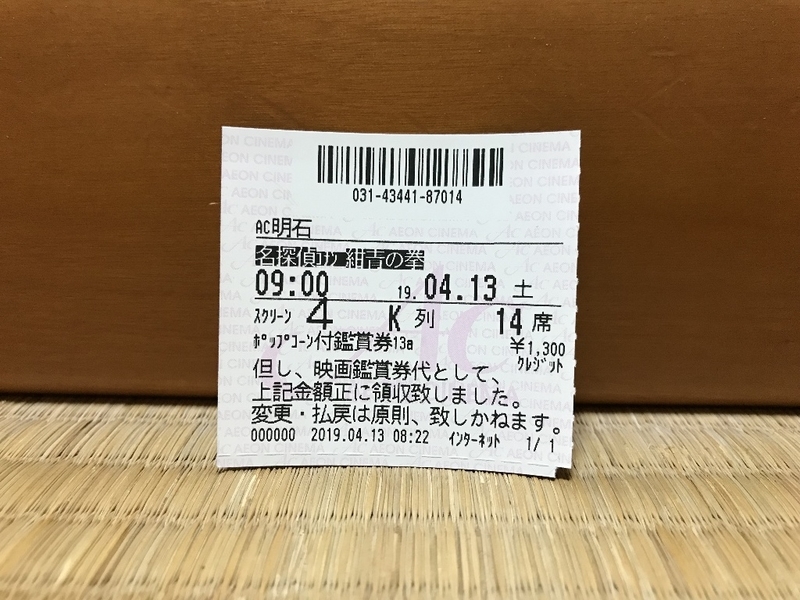 031-43441-87014
AC明石
名探偵ｺﾅﾝ 紺青の拳
09:00 19.04.13 土
ｽｸﾘｰﾝ 4 K 列 14 席
ﾎﾟｯﾌﾟｺｰﾝ付鑑賞券13a ￥1,300
ｸﾚｼﾞｯﾄ
但し、映画鑑賞券代として、
上記金額正に領収致しました。
変更・払戻は原則、致しかねます。
000000 2019.04.13 08:22 ｲﾝﾀｰﾈｯﾄ 1/ 1
AEON CINEMA